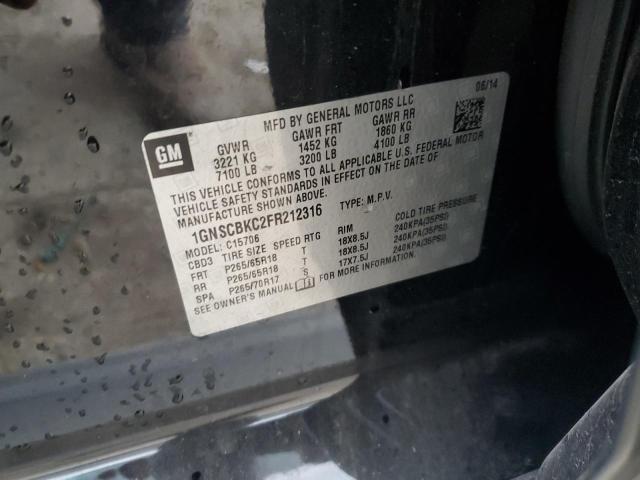 GM
MFD BY GENERAL MOTORS LLC
06/14
GVWR GAWR FRT GAWR RR
3221 KG 1452 KG 1860 KG
7100 LB 3200 LB 4100 LB
THIS VEHICLE CONFORMS TO ALL APPLICABLE U.S. FEDERAL MOTOR
VEHICLE SAFETY STANDARDS IN EFFECT ON THE DATE OF
MANUFACTURE SHOWN ABOVE.
1GNSCBKC2FR212316 TYPE: M.P.V.
MODEL: C15706
CBD3 TIRE SIZE SPEED RTG RIM COLD TIRE PRESSURE
FRT P265/65R18 T 18X8.5J 240KPA(35PSI)
RR P265/65R18 T 18X8.5J 240KPA(35PSI)
SPA P265/70R17 S 17X7.5J 240KPA(35PSI)
SEE OWNER'S MANUAL FOR MORE INFORMATION.